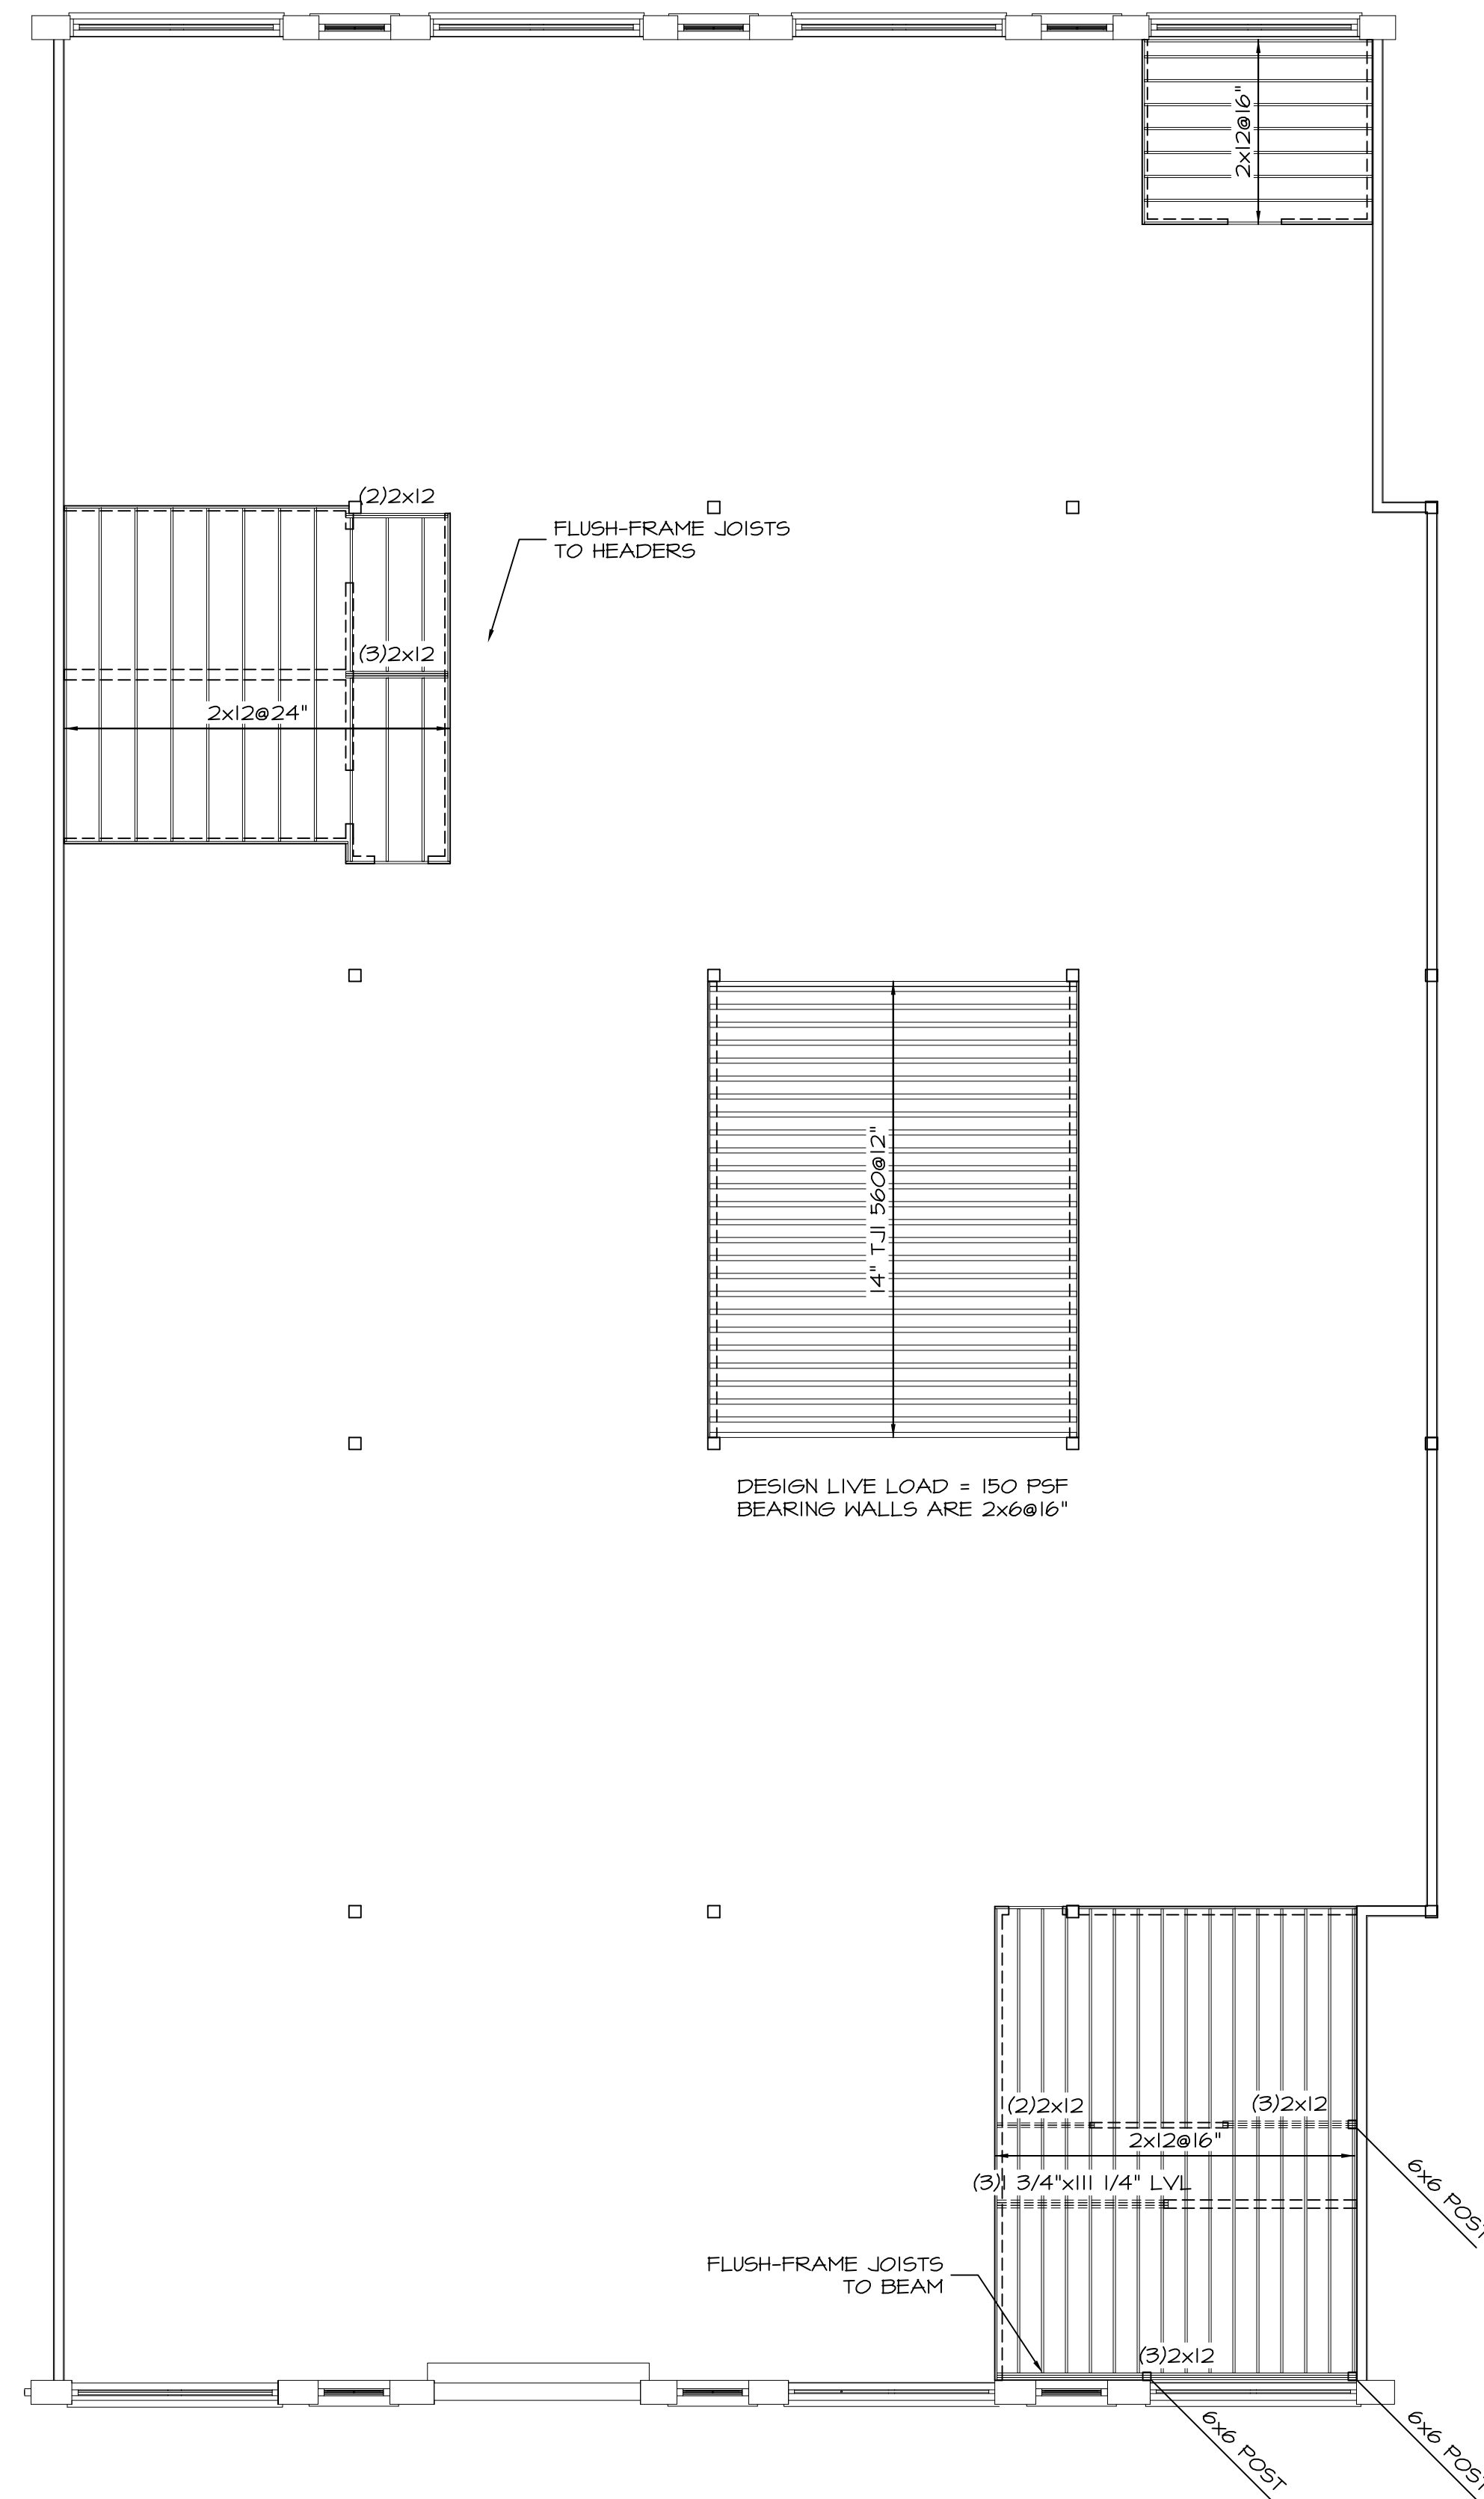 2x12@16"
(2)2x12
FLUSH-FRAME JOISTS
TO HEADERS
(3)2x12
2x12@24"
14" TJI 560@12"
DESIGN LIVE LOAD = 150 PSF
BEARING WALLS ARE 2x6@16"
(2)2x12
(3)2x12
2x12@16"
(3)1 3/4"x111 1/4" LVL
6x6 POST
FLUSH-FRAME JOISTS
TO BEAM
(3)2x12
6x6 POST
6x6 POST